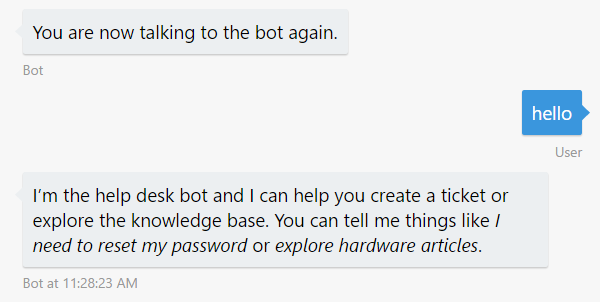 You are now talking to the bot again.
Bot
hello
User
I'm the help desk bot and I can help you create a ticket or
explore the knowledge base. You can tell me things like I
need to reset my password or explore hardware articles.
Bot at 11:28:23 AM